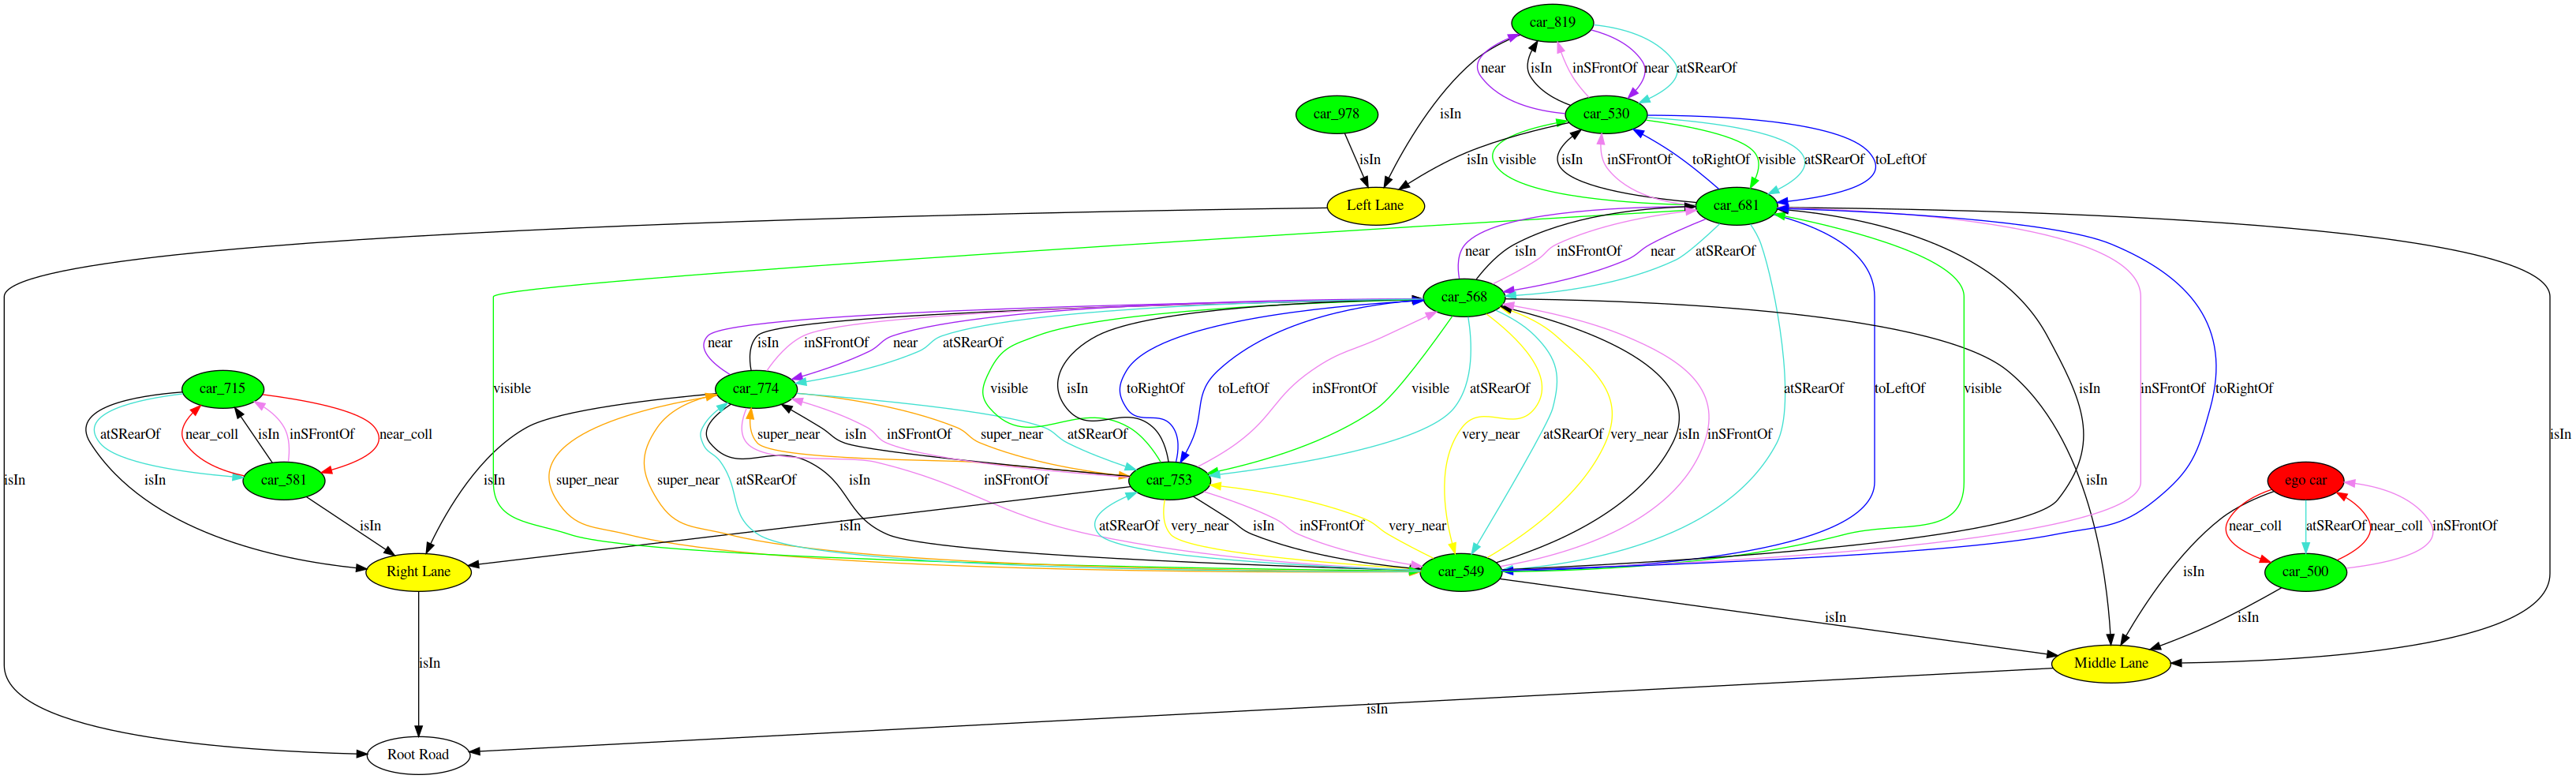 car_819
near isIn inSFrontOf near atSRearOf
car_978 car_530
isIn
isIn isIn visible isIn inSFrontOf toRightOf visible atSRearOf toLeftOf
Left Lane car_681
near isIn inSFrontOf near atSRearOf
car_568
near isIn inSFrontOf near atSRearOf
car_715 car_774
visible visible isIn toRightOf toLeftOf inSFrontOf visible atSRearOf atSRearOf toLeftOf visible isIn inSFrontOf toRightOf
atSRearOf near_coll isIn inSFrontOf near_coll super_near isIn inSFrontOf super_near atSRearOf very_near atSRearOf very_near isIn inSFrontOf isIn
car_581 car_753 ego car
isIn isIn isIn super_near super_near atSRearOf isIn inSFrontOf isIn
isIn isIn atSRearOf very_near isIn inSFrontOf very_near near_coll atSRearOf near_coll inSFrontOf
Right Lane car_549 isIn car_500
isIn isIn
isIn Middle Lane
isIn
Root Road